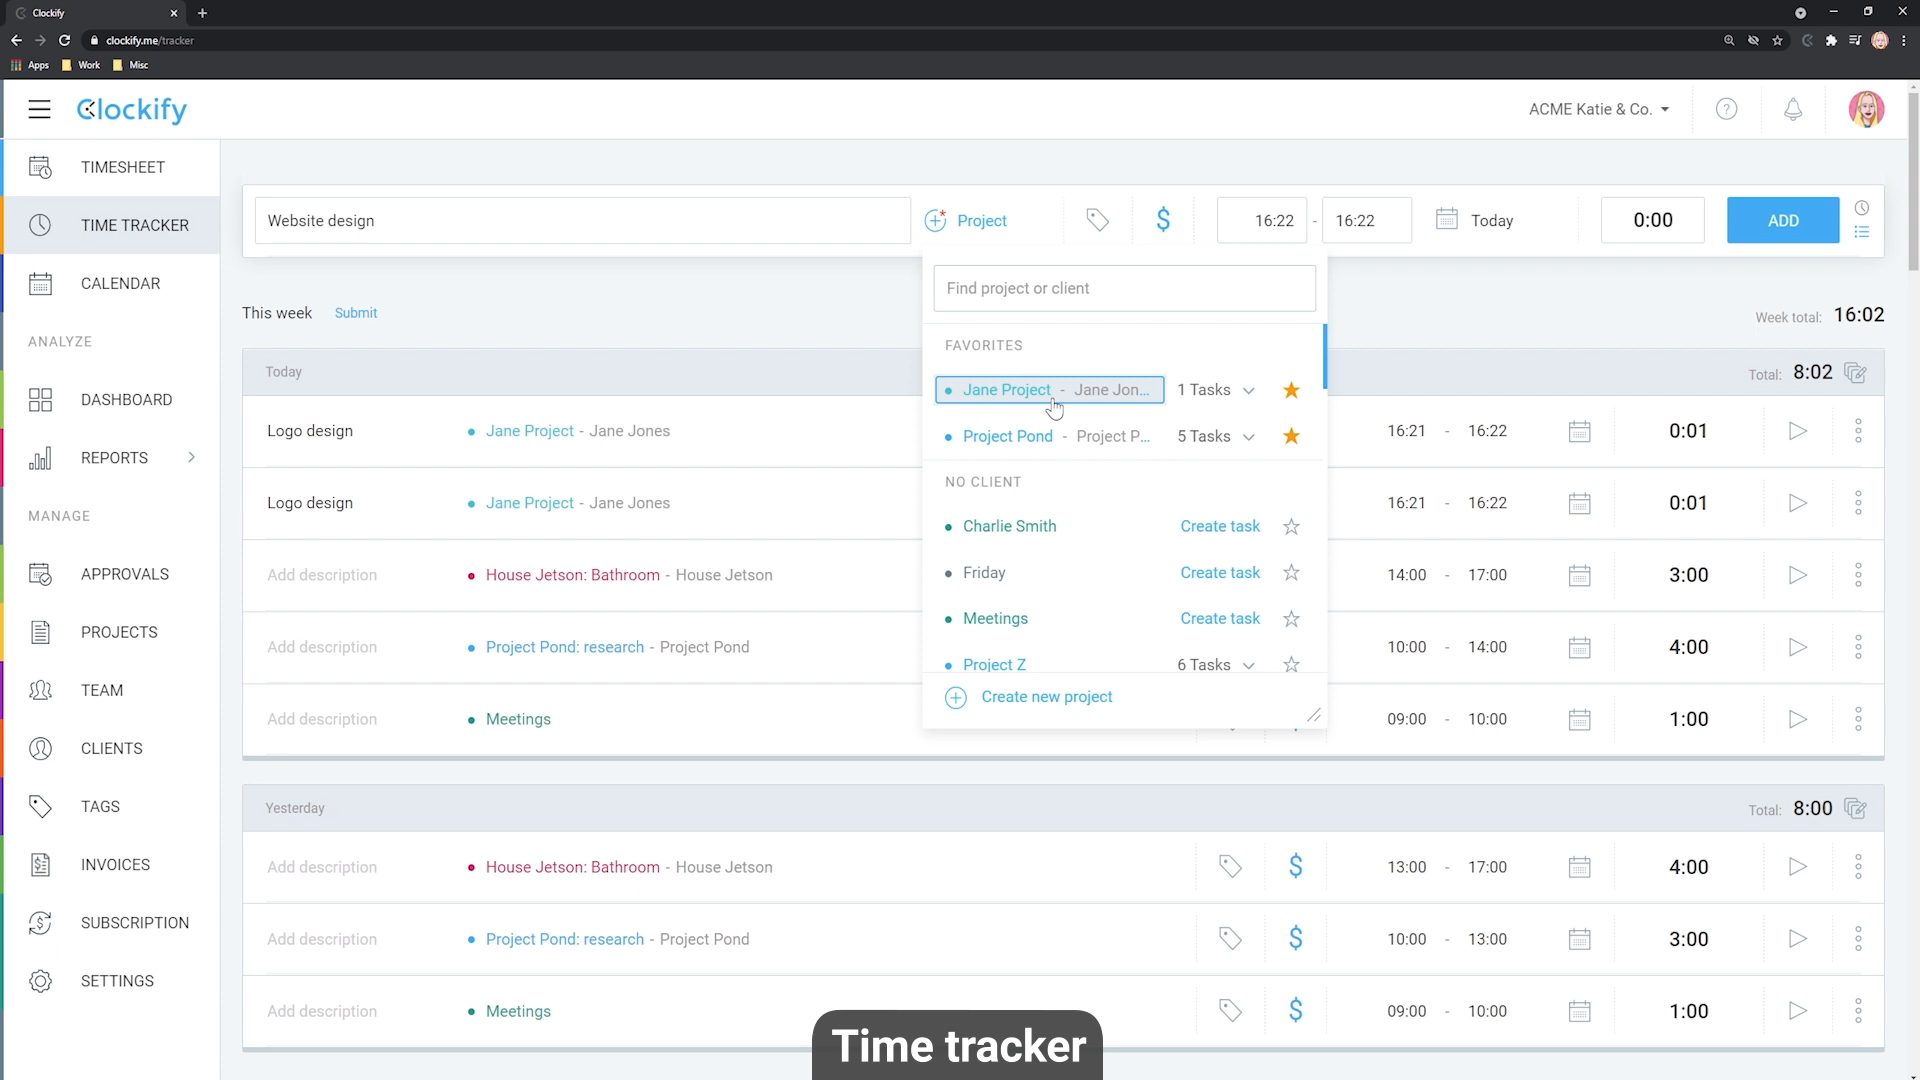 Clockify
clockify.me/tracker
Apps Work Misc
Clockify
ACME Katie & Co.
TIMESHEET
TIME TRACKER
CALENDAR
ANALYZE
DASHBOARD
REPORTS
MANAGE
APPROVALS
PROJECTS
TEAM
CLIENTS
TAGS
INVOICES
SUBSCRIPTION
SETTINGS
Website design Project $ 16:22 - 16:22 Today 0:00 ADD
Find project or client
FAVORITES
Jane Project - Jane Jon... 1 Tasks
Project Pond - Project P... 5 Tasks
NO CLIENT
Charlie Smith Create task
Friday Create task
Meetings Create task
Project Z 6 Tasks
Create new project
This week Submit Week total: 16:02
Today Total: 8:02
Logo design Jane Project - Jane Jones 16:21 - 16:22 0:01
Logo design Jane Project - Jane Jones 16:21 - 16:22 0:01
Add description House Jetson: Bathroom - House Jetson 14:00 - 17:00 3:00
Add description Project Pond: research - Project Pond 10:00 - 14:00 4:00
Add description Meetings 09:00 - 10:00 1:00
Yesterday Total: 8:00
Add description House Jetson: Bathroom - House Jetson $ 13:00 - 17:00 4:00
Add description Project Pond: research - Project Pond $ 10:00 - 13:00 3:00
Add description Meetings $ 09:00 - 10:00 1:00
Time tracker